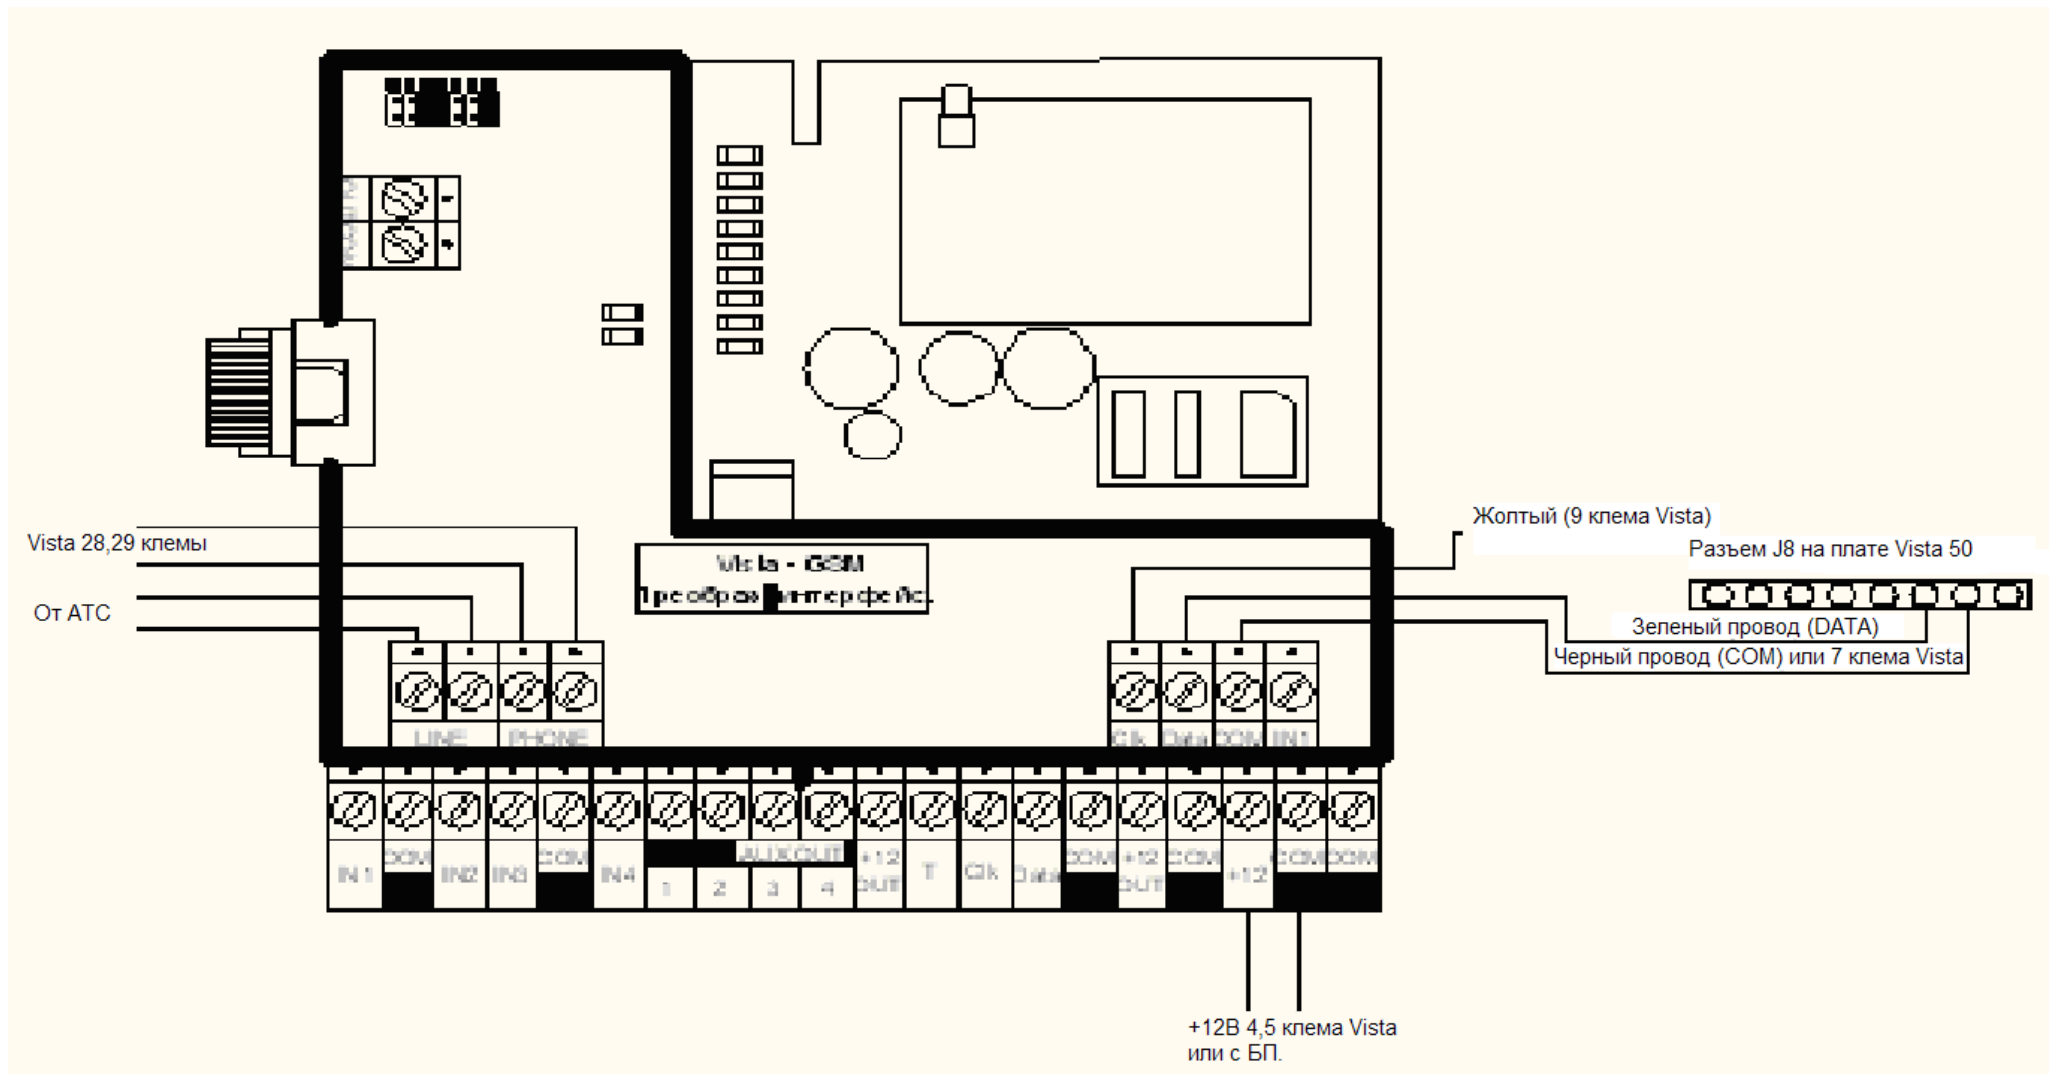 Жолтый (9 клема Vista)
Разъем J8 на плате Vista 50
Vista 28,29 клемы
Vista - GSM
интерфейс.
От АТС
Зеленый провод (DATA)
Черный провод (COM) или 7 клема Vista
LINE PHONE
Clk Data COM IN1
IN1 COM IN2 IN3 COM IN4 AUX OUT +12 OUT T Clk Data COM +12 OUT COM +12 COM COM
1 2 3 4
+12В 4,5 клема Vista
или с БП.